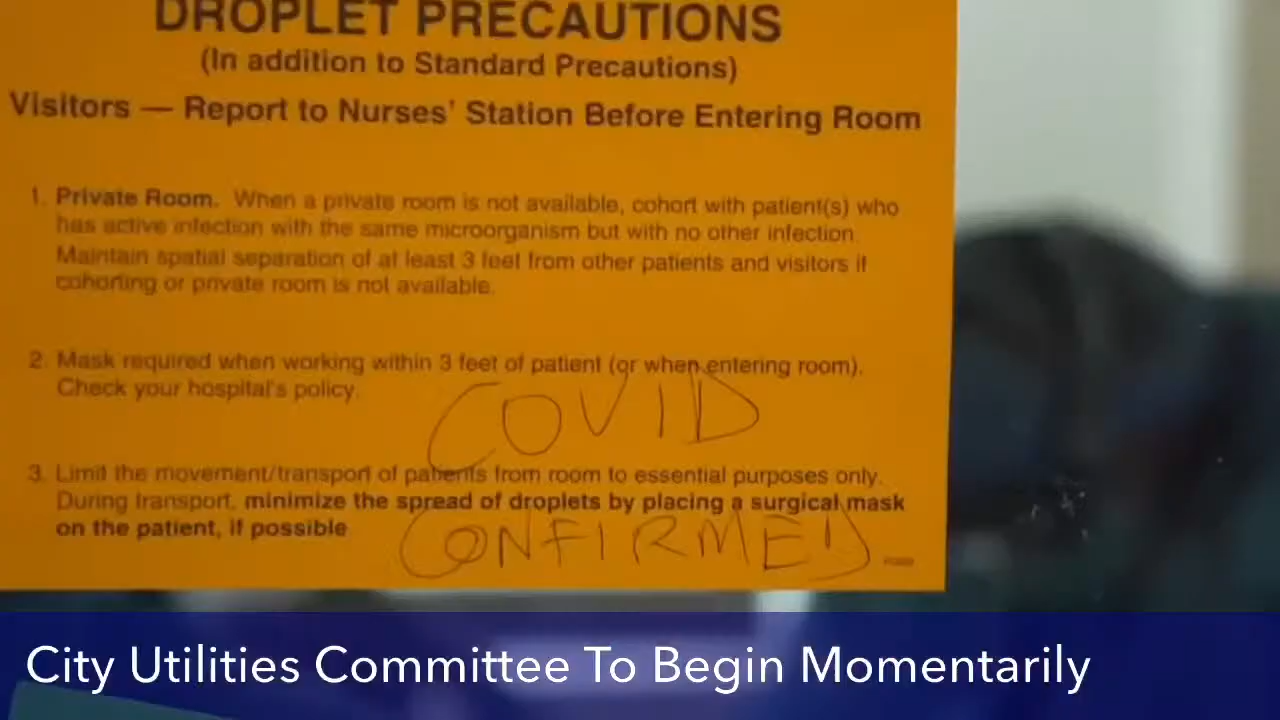 DROPLET PRECAUTIONS
(In addition to Standard Precautions)
Visitors — Report to Nurses' Station Before Entering Room
1. Private Room. When a private room is not available, cohort with patient(s) who
has active infection with the same microorganism but with no other infection.
Maintain spatial separation of at least 3 feet from other patients and visitors if
cohorting or private room is not available.
2. Mask required when working within 3 feet of patient (or when entering room).
Check your hospital's policy.
COVID
3. Limit the movement/transport of patients from room to essential purposes only.
During transport, minimize the spread of droplets by placing a surgical mask
on the patient, if possible
CONFIRMED
City Utilities Committee To Begin Momentarily